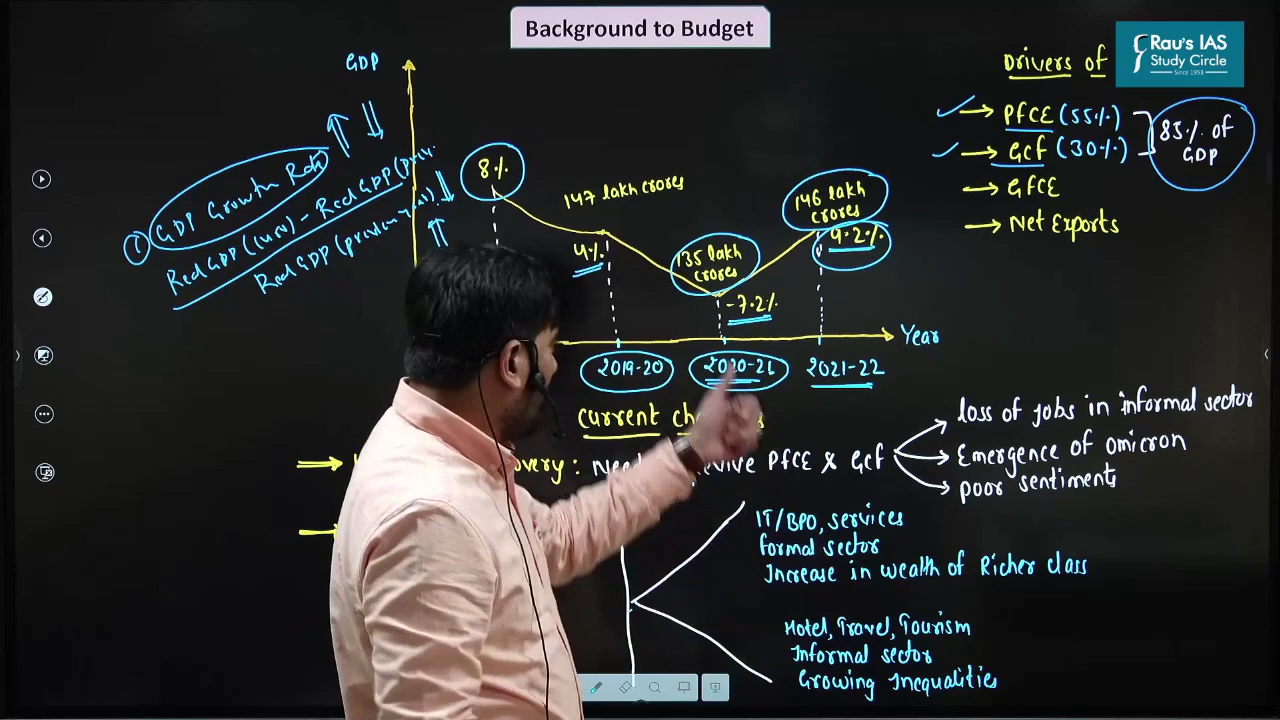 Background to Budget
Rau's IAS
Study Circle
Since 1953
GDP
Drivers of
→ PFCE (55%)
→ GCF (30%)
85% of
GDP
→ GFCE
→ Net Exports
① GDP Growth Rate
Real GDP - Real GDP
Real GDP (previous year)
8%
147 lakh crores
4%
135 lakh
crores
-7.2%
146 lakh
crores
9.2%
Year
2019-20
2020-21
2021-22
Current
: Need PFCE & GCF
loss of jobs in informal sector
Emergence of omicron
poor sentiments
IT/BPO, services
formal sector
Increase in wealth of Richer class
Hotel, Travel, Tourism
Informal sector
Growing Inequalities